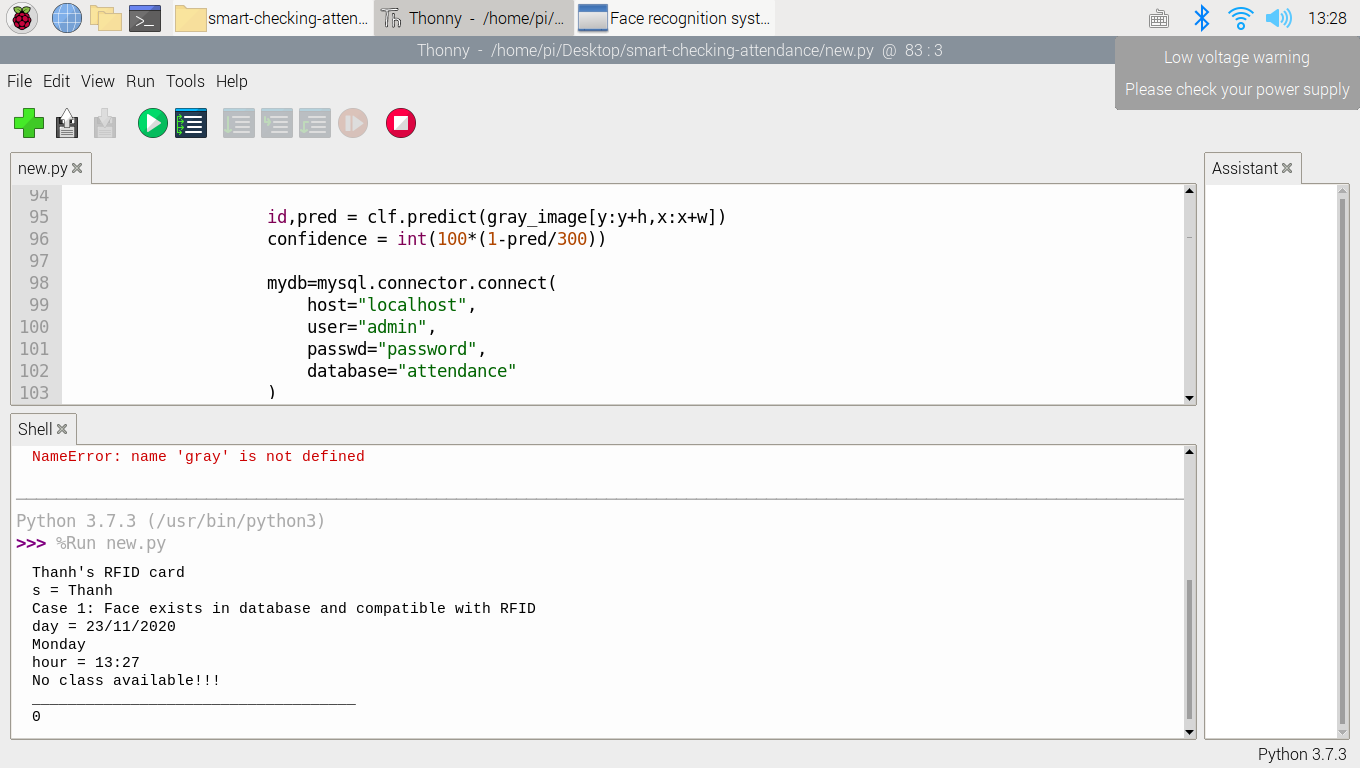 smart-checking-atten...
Thonny - /home/pi/...
Face recognition syst...
13:28
Thonny - /home/pi/Desktop/smart-checking-attendance/new.py @ 83 : 3
Low voltage warning
Please check your power supply
File Edit View Run Tools Help
new.py
Assistant
94
95 id,pred = clf.predict(gray_image[y:y+h,x:x+w])
96 confidence = int(100*(1-pred/300))
97
98 mydb=mysql.connector.connect(
99 host="localhost",
100 user="admin",
101 passwd="password",
102 database="attendance"
103 )
Shell
NameError: name 'gray' is not defined
Python 3.7.3 (/usr/bin/python3)
>>> %Run new.py
Thanh's RFID card
s = Thanh
Case 1: Face exists in database and compatible with RFID
day = 23/11/2020
Monday
hour = 13:27
No class available!!!
____________________________________
0
Python 3.7.3